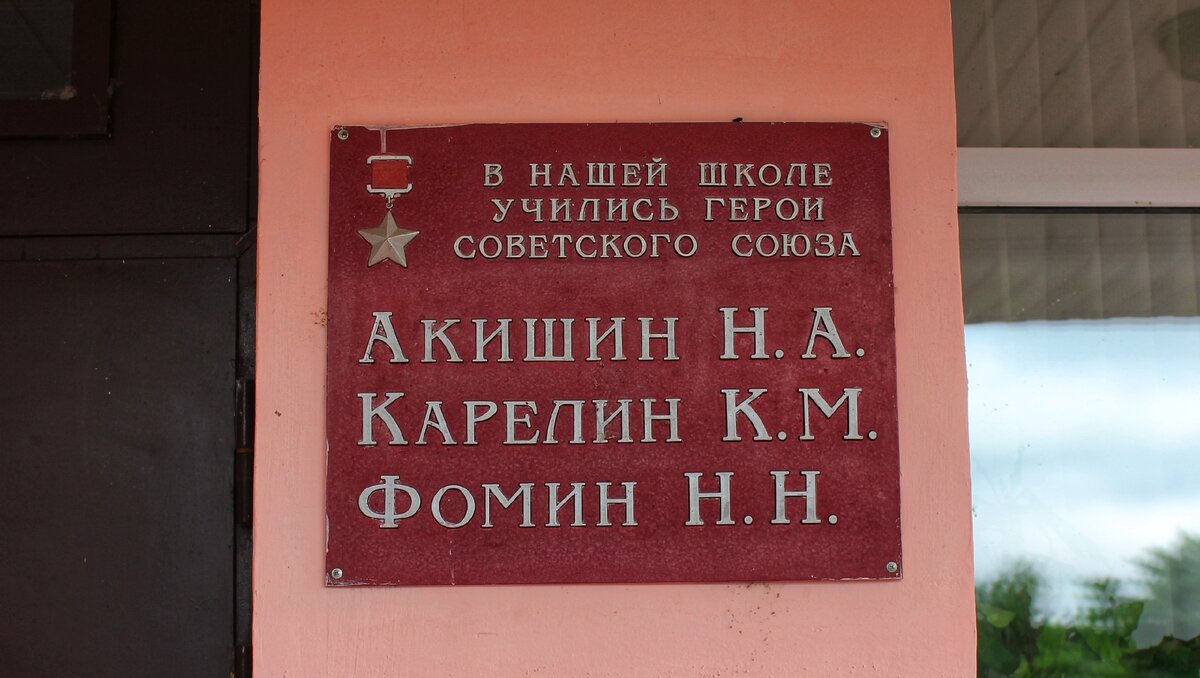 В НАШЕЙ ШКОЛЕ
УЧИЛИСЬ ГЕРОИ
СОВЕТСКОГО СОЮЗА
АКИШИН Н.А.
КАРЕЛИН К.М.
ФОМИН Н.Н.